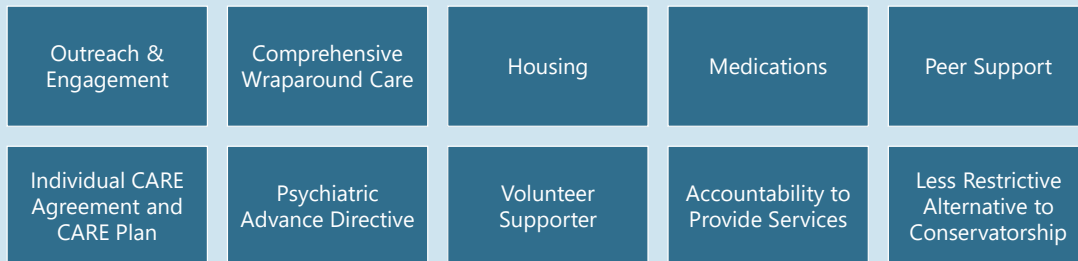 Outreach &
Engagement
Comprehensive
Wraparound Care
Housing
Medications
Peer Support
Individual CARE
Agreement and
CARE Plan
Psychiatric
Advance Directive
Volunteer
Supporter
Accountability to
Provide Services
Less Restrictive
Alternative to
Conservatorship